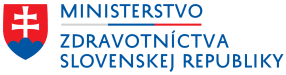 MINISTERSTVO
ZDRAVOTNÍCTVA
SLOVENSKEJ REPUBLIKY